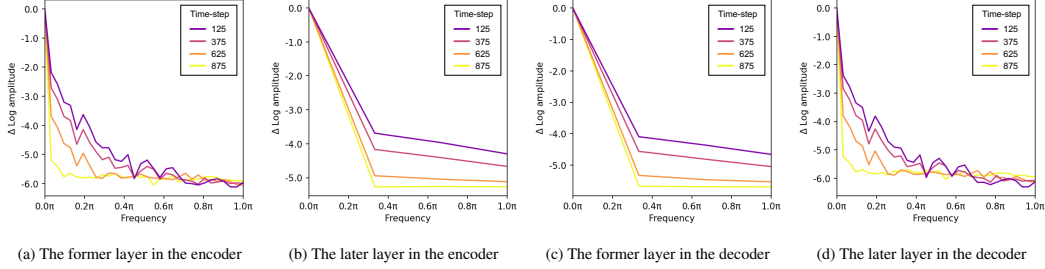 0.0
-1.0
-2.0
-3.0
-4.0
-5.0
-6.0
Δ Log amplitude
Time-step
125
375
625
875
0.0π 0.2π 0.4π 0.6π 0.8π 1.0π
Frequency
(a) The former layer in the encoder
0.0
-1.0
-2.0
-3.0
-4.0
-5.0
Δ Log amplitude
Time-step
125
375
625
875
0.0π 0.2π 0.4π 0.6π 0.8π 1.0π
Frequency
(b) The later layer in the encoder
0.0
-1.0
-2.0
-3.0
-4.0
-5.0
Δ Log amplitude
Time-step
125
375
625
875
0.0π 0.2π 0.4π 0.6π 0.8π 1.0π
Frequency
(c) The former layer in the decoder
0.0
-1.0
-2.0
-3.0
-4.0
-5.0
-6.0
Δ Log amplitude
Time-step
125
375
625
875
0.0π 0.2π 0.4π 0.6π 0.8π 1.0π
Frequency
(d) The later layer in the decoder